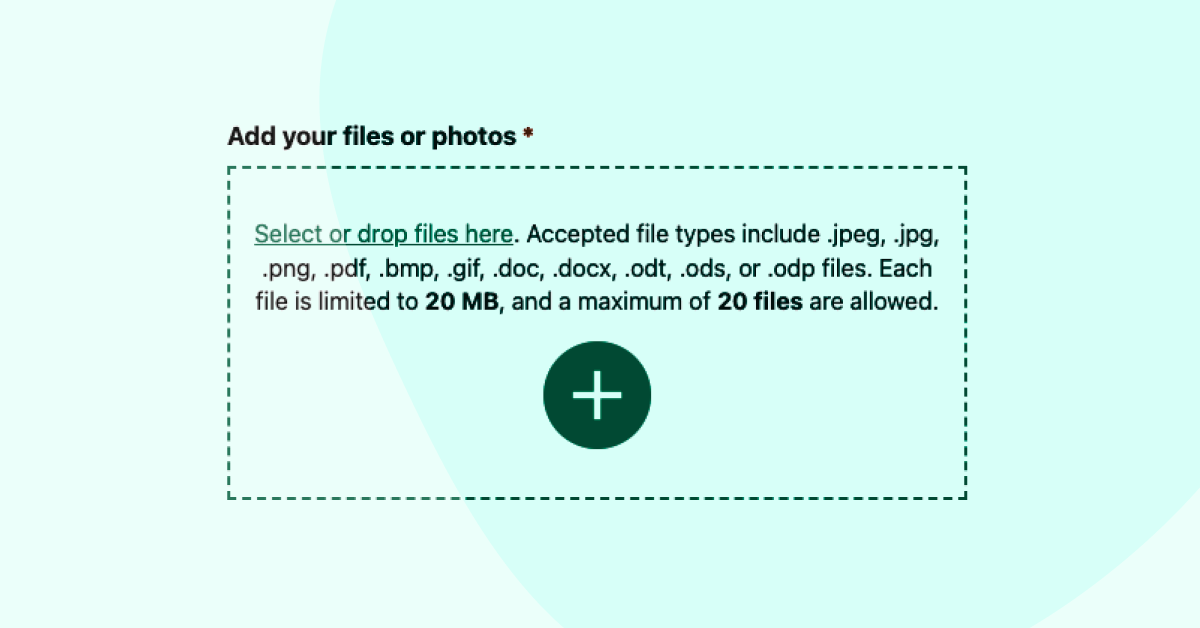 Add your files or photos *
Select or drop files here. Accepted file types include .jpeg, .jpg,
.png, .pdf, .bmp, .gif, .doc, .docx, .odt, .ods, or .odp files. Each
file is limited to 20 MB, and a maximum of 20 files are allowed.